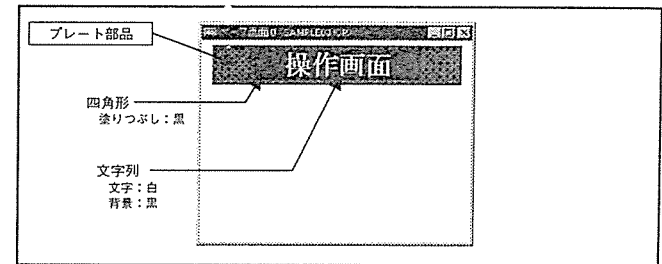 プレート部品
操作画面
四角形
塗りつぶし：黒
文字列
文字：白
背景：黒